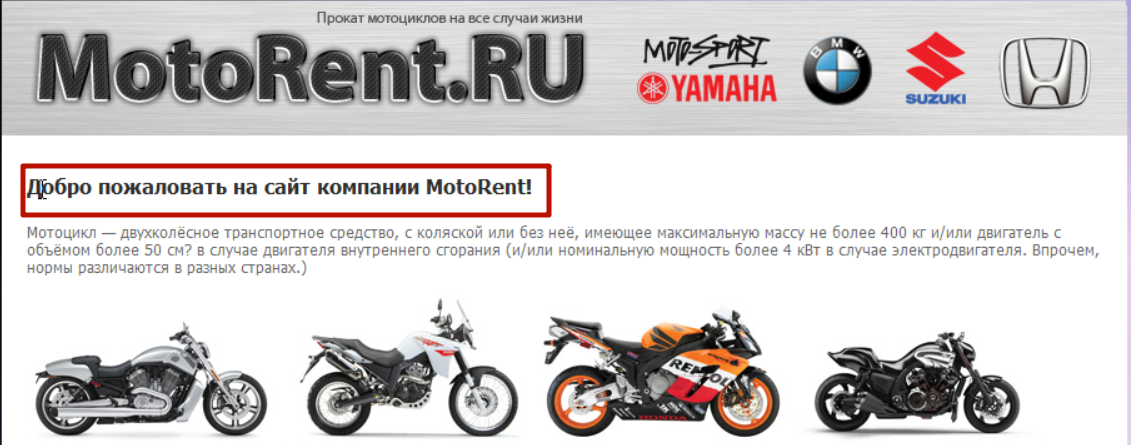 Прокат мотоциклов на все случаи жизни
MotoRent.RU
MOTOSPORT
YAMAHA
BMW
SUZUKI
Добро пожаловать на сайт компании MotoRent!
Мотоцикл — двухколёсное транспортное средство, с коляской или без неё, имеющее максимальную массу не более 400 кг и/или двигатель с
объёмом более 50 см? в случае двигателя внутреннего сгорания (и/или номинальную мощность более 4 кВт в случае электродвигателя. Впрочем,
нормы различаются в разных странах.)
HONDA